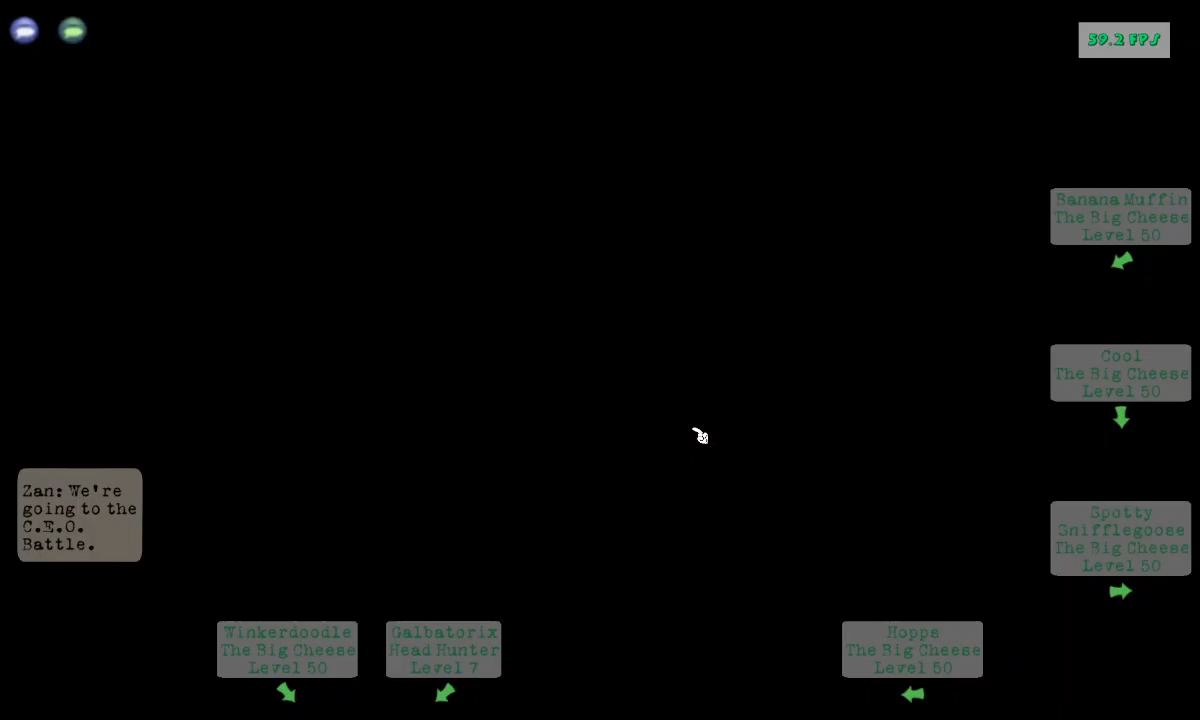 59.2 FPS
Banana Muffin
The Big Cheese
Level 50
Cool
The Big Cheese
Level 50
Zan: We're
going to the
C.E.O.
Battle.
Spotty
Gnifflegoose
The Big Cheese
Level 50
Winkerdoodle
The Big Cheese
Level 50
Galbatorix
Head Hunter
Level 7
Hopps
The Big Cheese
Level 50